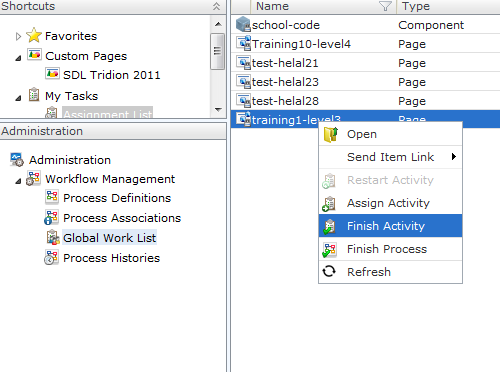 Shortcuts
Favorites
Custom Pages
SDL Tridion 2011
My Tasks
Assignment List
Administration
Administration
Workflow Management
Process Definitions
Process Associations
Global Work List
Process Histories
Name Type
school-code Component
Training10-level4 Page
test-helal21 Page
test-helal23 Page
test-helal28 Page
training1-level3 Page
Open
Send Item Link
Restart Activity
Assign Activity
Finish Activity
Finish Process
Refresh